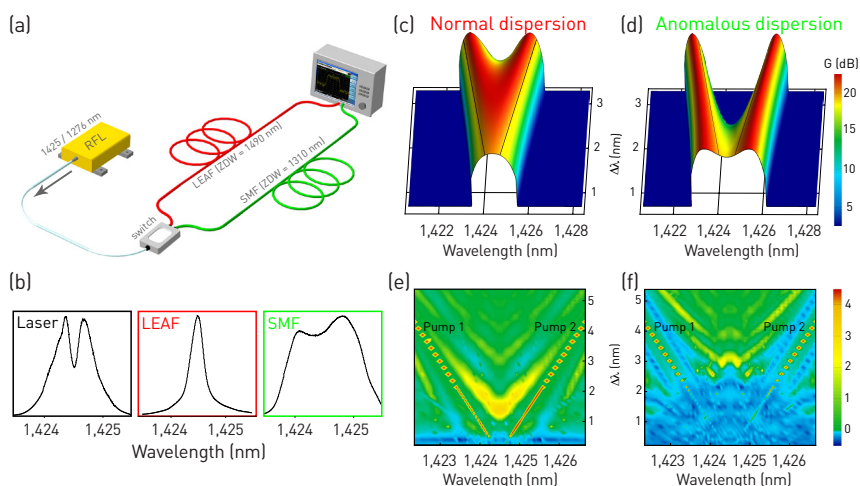 (a)
1425 / 1276 nm
RFL
LEAF (ZDW = 1490 nm)
SMF (ZDW = 1310 nm)
switch
(b)
Laser
LEAF
SMF
1,424 1,425 1,424 1,425 1,424 1,425
Wavelength (nm)
(c) Normal dispersion
3
2
1
Δλ (nm)
1,422 1,424 1,426 1,428
Wavelength (nm)
(d) Anomalous dispersion
G (dB)
20
15
10
5
3
2
1
1,422 1,424 1,426 1,428
Wavelength (nm)
(e)
5
4
3
2
1
Pump 1 Pump 2
Δλ (nm)
1,423 1,424 1,425 1,426
Wavelength (nm)
(f)
5
4
3
2
1
Pump 1 Pump 2
4
3
2
1
0
1,423 1,424 1,425 1,426
Wavelength (nm)